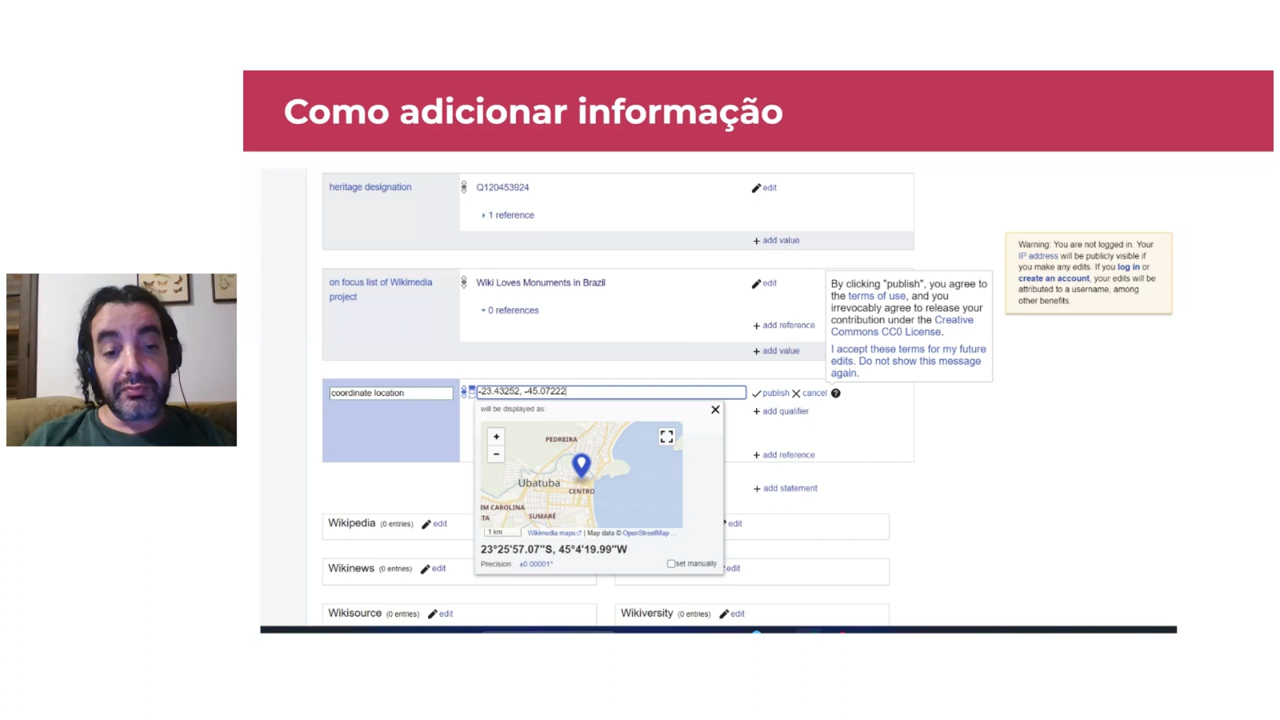 Como adicionar informação
heritage designation
Q120453924
edit
1 reference
+ add value
on focus list of Wikimedia
project
Wiki Loves Monuments in Brazil
edit
0 references
+ add reference
+ add value
Warning: You are not logged in. Your
IP address will be publicly visible if
you make any edits. If you log in or
create an account, your edits will be
attributed to a username, among
other benefits.
By clicking "publish", you agree to
the terms of use, and you
irrevocably agree to release your
contribution under the Creative
Commons CC0 License.
I accept these terms for my future
edits. Do not show this message
again.
coordinate location
-23.43252, -45.07222
publish cancel ?
will be displayed as:
+ add qualifier
+ add reference
+ add statement
+
−
PEDREIRA
Ubatuba
CENTRO
IM CAROLINA
TA
SUMARÉ
1 km
Wikimedia maps | Map data © OpenStreetMap ...
23°25'57.07"S, 45°4'19.99"W
Precision: ±0.00001°
set manually
Wikipedia (0 entries) edit
edit
Wikinews (0 entries) edit
edit
Wikisource (0 entries) edit
Wikiversity (0 entries) edit